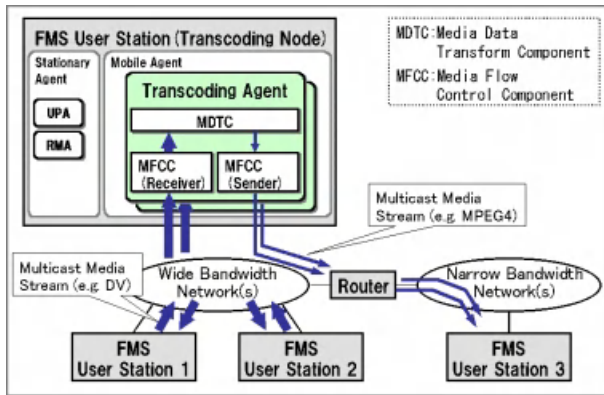 FMS User Station (Transcoding Node)
Stationary
Agent
UPA
RMA
Mobile Agent
Transcoding Agent
MDTC
MFCC
(Receiver)
MFCC
(Sender)
MDTC:Media Data
Transform Component
MFCC:Media Flow
Control Component
Multicast Media
Stream (e.g. MPEG4)
Multicast Media
Stream (e.g. DV)
Wide Bandwidth
Network(s)
Router
Narrow Bandwidth
Network(s)
FMS
User Station 1
FMS
User Station 2
FMS
User Station 3